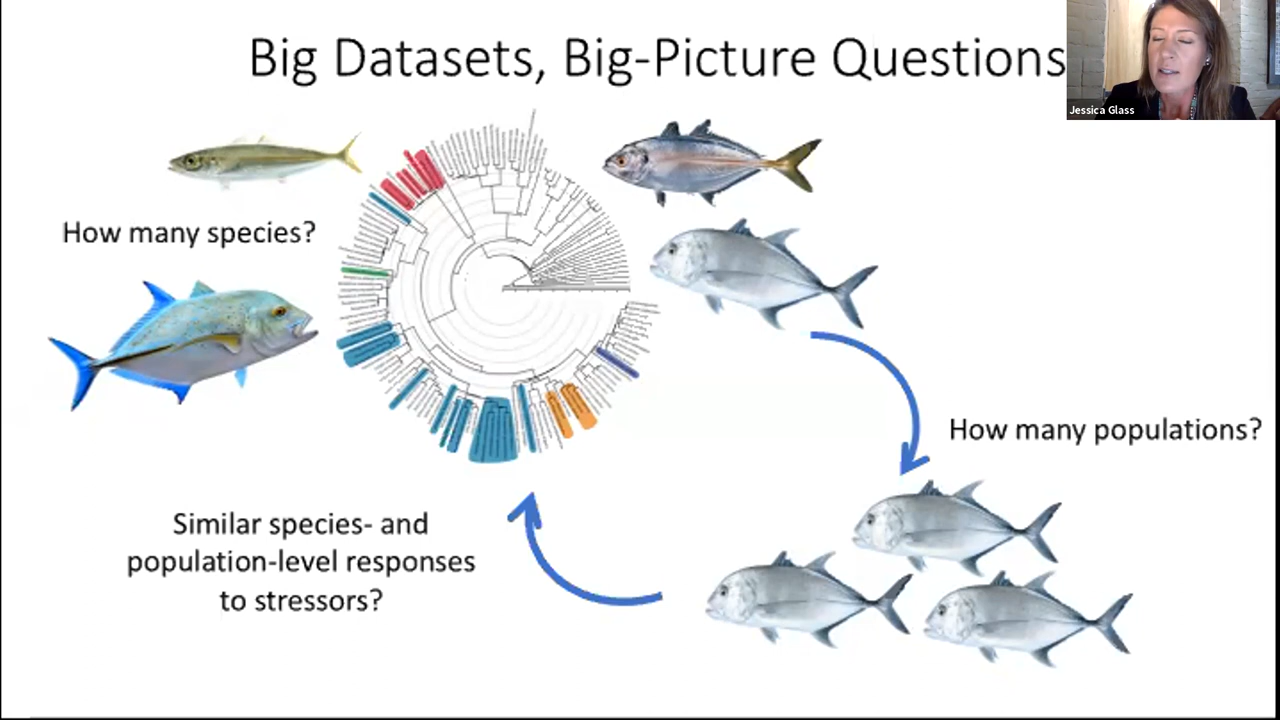 Big Datasets, Big-Picture Questions
Jessica Glass
How many species?
How many populations?
Similar species- and
population-level responses
to stressors?